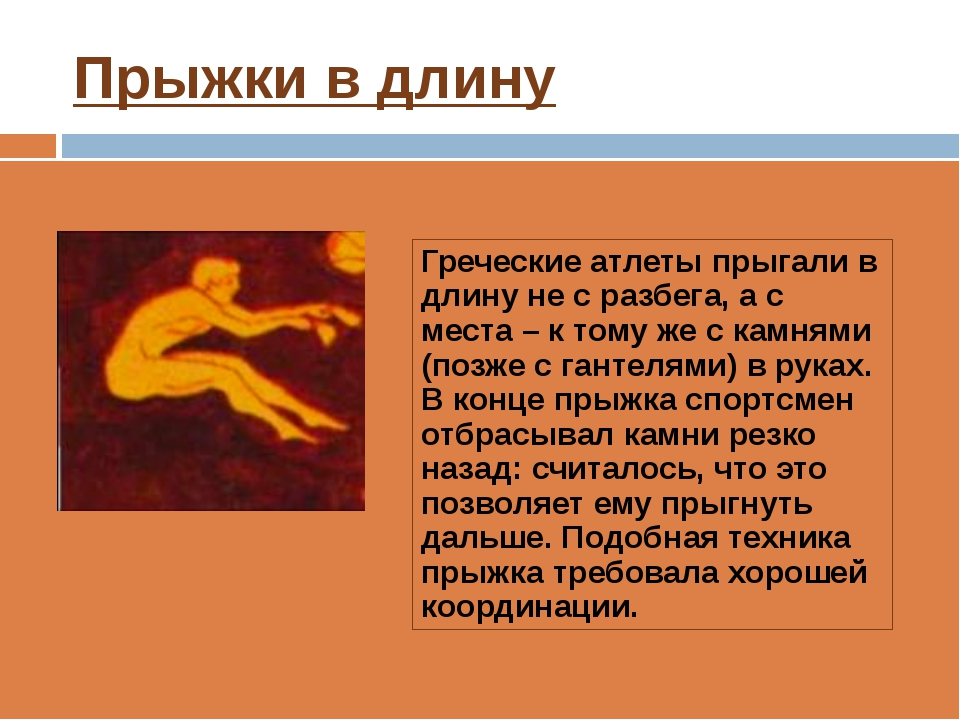 Прыжки в длину
Греческие атлеты прыгали в
длину не с разбега, а с
места – к тому же с камнями
(позже с гантелями) в руках.
В конце прыжка спортсмен
отбрасывал камни резко
назад: считалось, что это
позволяет ему прыгнуть
дальше. Подобная техника
прыжка требовала хорошей
координации.